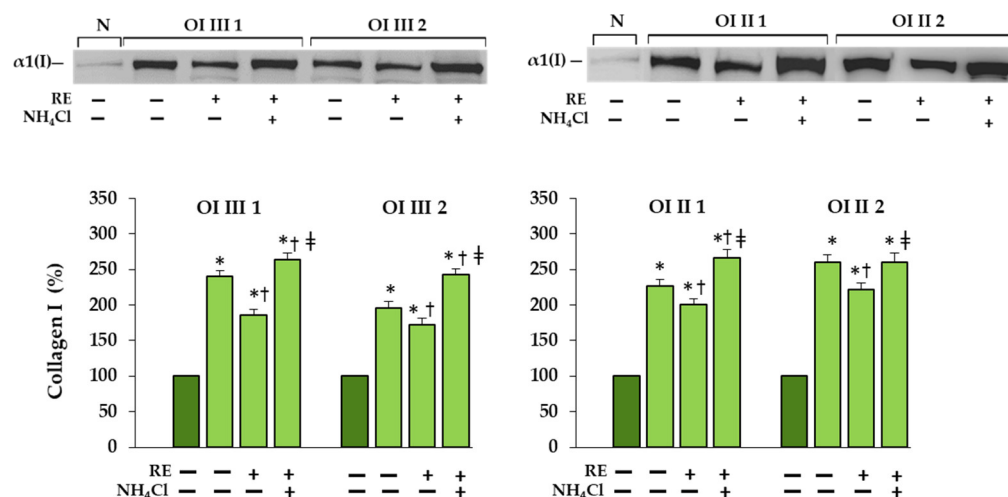 N OI III 1 OI III 2
α1(I)–
RE – – + + – + +
NH₄Cl – – – + – – +
N OI II 1 OI II 2
α1(I)–
RE – – + + – + +
NH₄Cl – – – + – – +
Collagen I (%)
350
300
250
200
150
100
50
0
OI III 1 OI III 2
* *† *†ǂ * *† *†ǂ
RE – – + + – – + +
NH₄Cl – – – + – – – +
350
300
250
200
150
100
50
0
OI II 1 OI II 2
* *† *†ǂ * *† *ǂ
RE – – + + – – + +
NH₄Cl – – – + – – – +